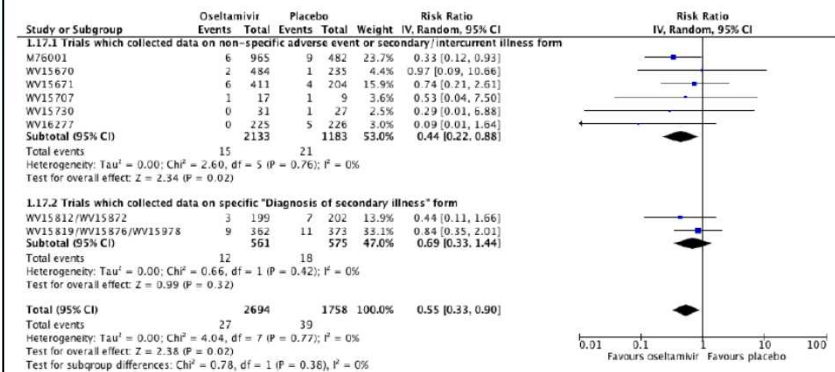 Oseltamivir Placebo Risk Ratio Risk Ratio
Study or Subgroup Events Total Events Total Weight IV, Random, 95% CI IV, Random, 95% CI
1.17.1 Trials which collected data on non-specific adverse event or secondary/intercurrent illness form
M76001 6 965 9 482 23.7% 0.33 [0.12, 0.93]
WV15670 2 484 1 235 4.4% 0.97 [0.09, 10.66]
WV15671 6 411 4 204 15.9% 0.74 [0.21, 2.61]
WV15707 1 17 1 9 3.6% 0.53 [0.04, 7.50]
WV15730 0 31 1 27 2.5% 0.29 [0.01, 6.88]
WV16277 0 225 5 226 3.0% 0.09 [0.01, 1.64]
Subtotal (95% CI) 2133 1183 53.0% 0.44 [0.22, 0.88]
Total events 15 21
Heterogeneity: Tau² = 0.00; Chi² = 2.60, df = 5 (P = 0.76); I² = 0%
Test for overall effect: Z = 2.34 (P = 0.02)
1.17.2 Trials which collected data on specific "Diagnosis of secondary illness" form
WV15812/WV15872 3 199 7 202 13.9% 0.44 [0.11, 1.66]
WV15819/WV15876/WV15978 9 362 11 373 33.1% 0.84 [0.35, 2.01]
Subtotal (95% CI) 561 575 47.0% 0.69 [0.33, 1.44]
Total events 12 18
Heterogeneity: Tau² = 0.00; Chi² = 0.66, df = 1 (P = 0.42); I² = 0%
Test for overall effect: Z = 0.99 (P = 0.32)
Total (95% CI) 2694 1758 100.0% 0.55 [0.33, 0.90]
Total events 27 39
Heterogeneity: Tau² = 0.00; Chi² = 4.04, df = 7 (P = 0.77); I² = 0%
Test for overall effect: Z = 2.38 (P = 0.02)
Test for subgroup differences: Chi² = 0.78, df = 1 (P = 0.38), I² = 0%
0.01 0.1 1 10 100
Favours oseltamivir Favours placebo